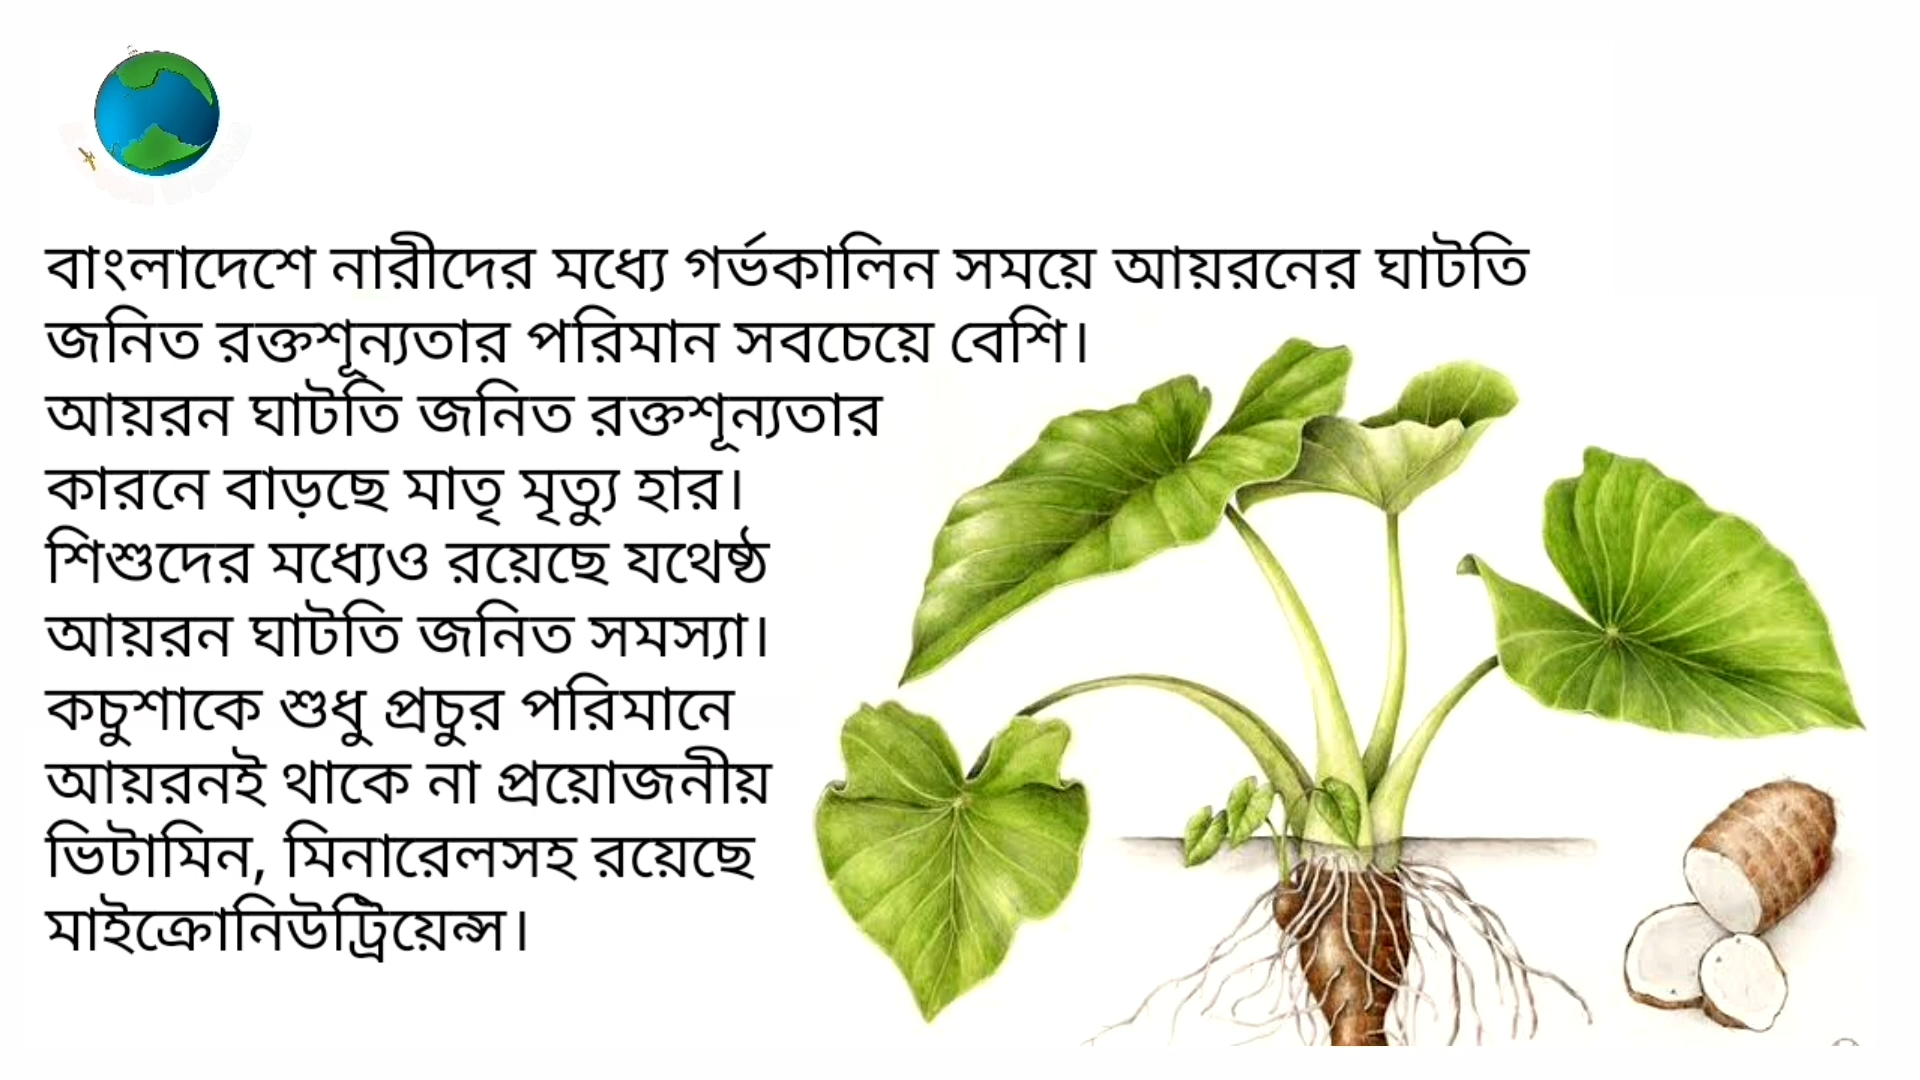 বাংলাদেশে নারীদের মধ্যে গর্ভকালিন সময়ে আয়রনের ঘাটতি
জনিত রক্তশূন্যতার পরিমান সবচেয়ে বেশি।
আয়রন ঘাটতি জনিত রক্তশূন্যতার
কারনে বাড়ছে মাতৃ মৃত্যু হার।
শিশুদের মধ্যেও রয়েছে যথেষ্ঠ
আয়রন ঘাটতি জনিত সমস্যা।
কচুশাকে শুধু প্রচুর পরিমানে
আয়রনই থাকে না প্রয়োজনীয়
ভিটামিন, মিনারেলসহ রয়েছে
মাইক্রোনিউট্রিয়েন্স।